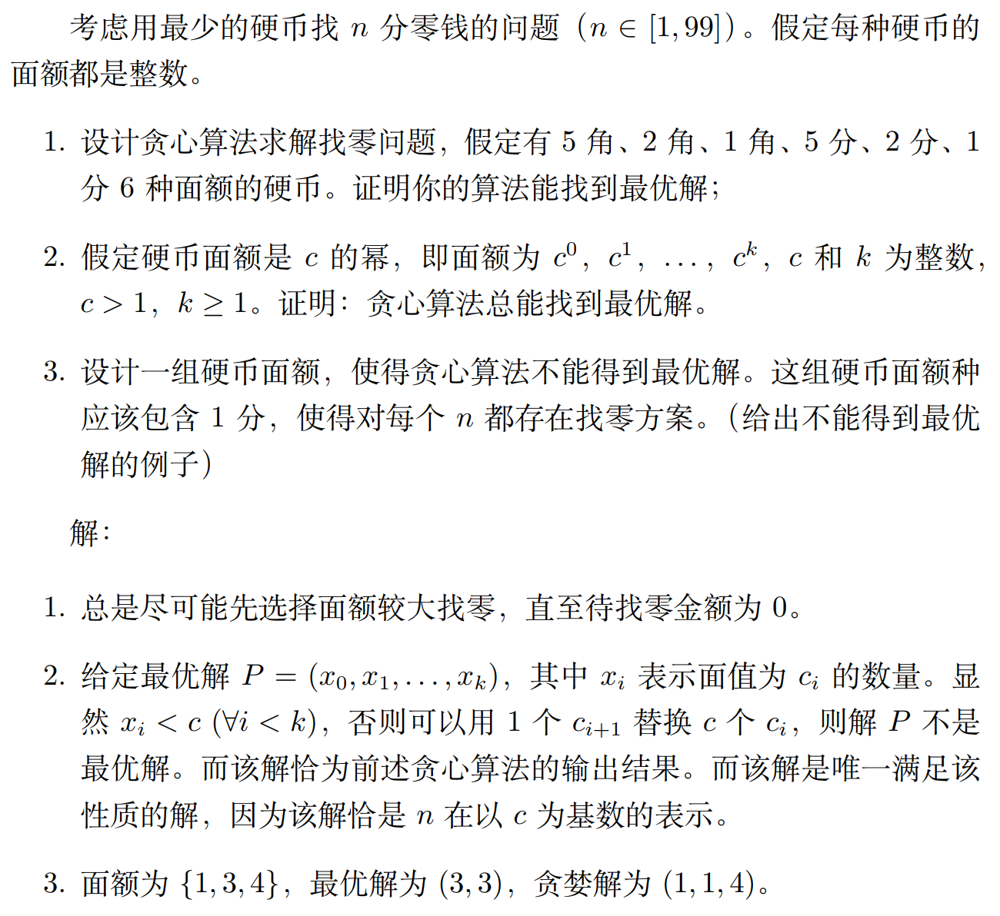 考虑用最少的硬币找 n 分零钱的问题（n ∈ [1, 99]）。假定每种硬币的
面额都是整数。
1. 设计贪心算法求解找零问题，假定有 5 角、2 角、1 角、5 分、2 分、1
分 6 种面额的硬币。证明你的算法能找到最优解；
2. 假定硬币面额是 c 的幂，即面额为 c^0，c^1，…，c^k，c 和 k 为整数，
c > 1，k ≥ 1。证明：贪心算法总能找到最优解。
3. 设计一组硬币面额，使得贪心算法不能得到最优解。这组硬币面额种
应该包含 1 分，使得对每个 n 都存在找零方案。（给出不能得到最优
解的例子）
解：
1. 总是尽可能先选择面额较大找零，直至待找零金额为 0。
2. 给定最优解 P = (x_0, x_1, . . . , x_k)，其中 x_i 表示面值为 c_i 的数量。显
然 x_i < c (∀i < k)，否则可以用 1 个 c_{i+1} 替换 c 个 c_i，则解 P 不是
最优解。而该解恰为前述贪心算法的输出结果。而该解是唯一满足该
性质的解，因为该解恰是 n 在以 c 为基数的表示。
3. 面额为 {1, 3, 4}，最优解为 (3, 3)，贪婪解为 (1, 1, 4)。